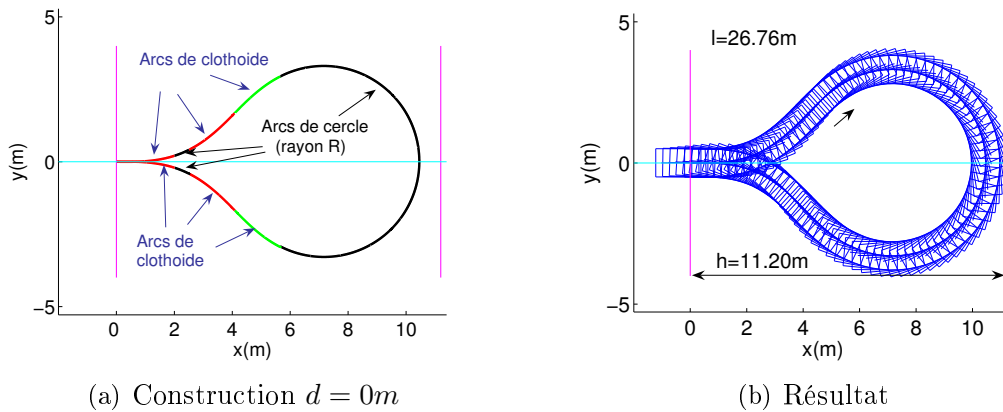 5
0
−5
y(m)
Arcs de clothoide
Arcs de cercle
(rayon R)
Arcs de
clothoide
0 2 4 6 8 10
x(m)
(a) Construction d = 0m
5
0
−5
y(m)
l=26.76m
h=11.20m
0 2 4 6 8 10
x(m)
(b) Résultat